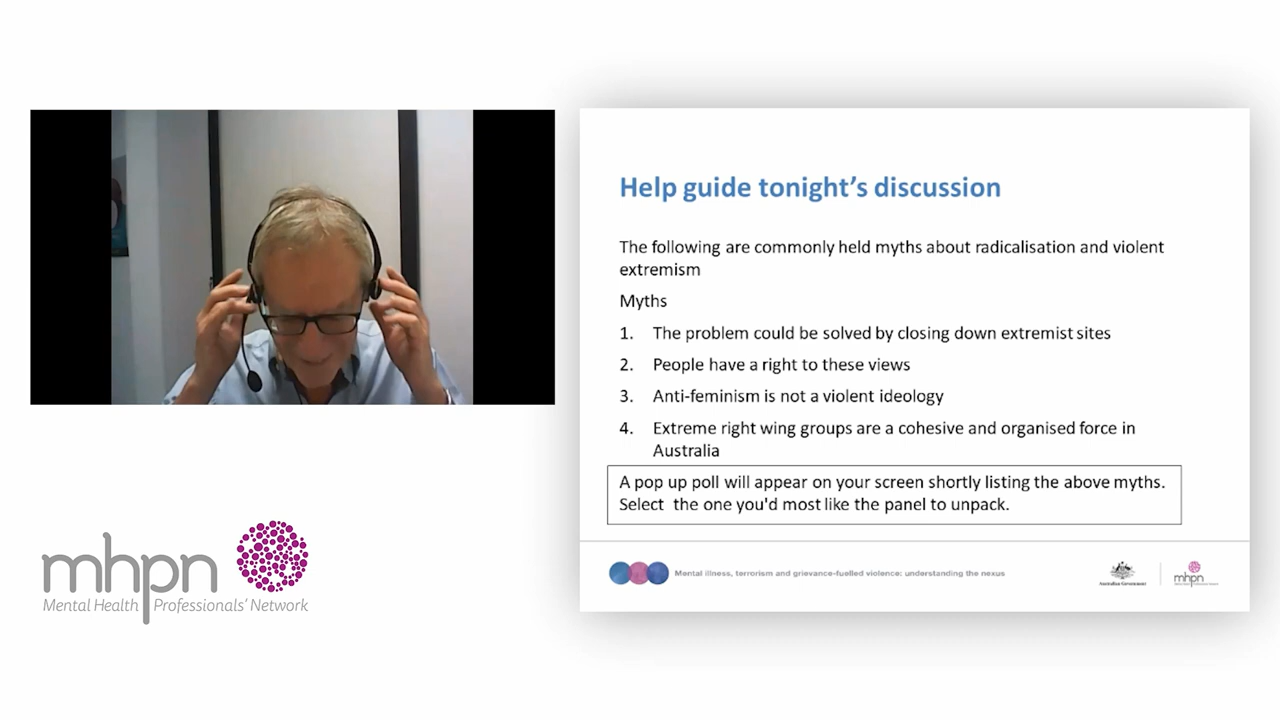 Help guide tonight's discussion
The following are commonly held myths about radicalisation and violent
extremism
Myths
1. The problem could be solved by closing down extremist sites
2. People have a right to these views
3. Anti-feminism is not a violent ideology
4. Extreme right wing groups are a cohesive and organised force in
Australia
A pop up poll will appear on your screen shortly listing the above myths.
Select the one you'd most like the panel to unpack.
Mental illness, terrorism and grievance-fuelled violence: understanding the nexus
Australian Government
mhpn
mhpn
Mental Health Professionals' Network